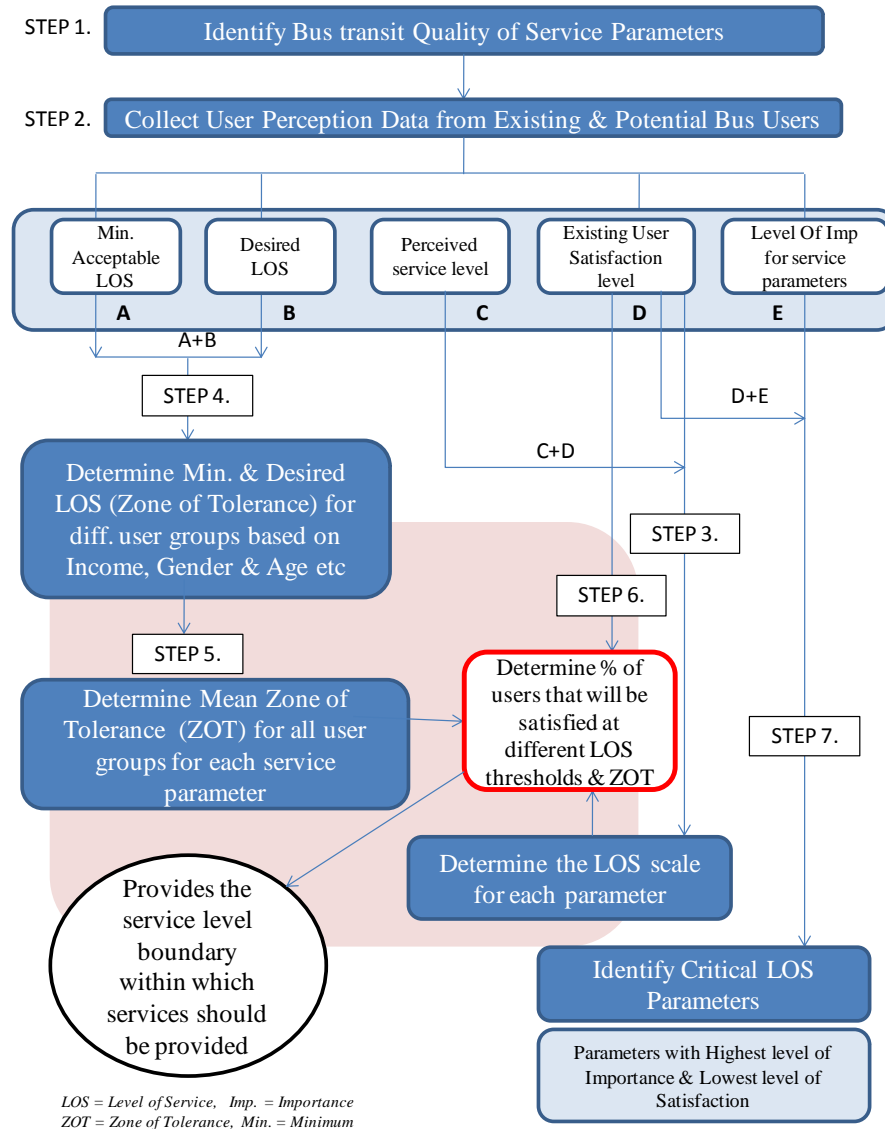 STEP 1.
Identify Bus transit Quality of Service Parameters
STEP 2.
Collect User Perception Data from Existing & Potential Bus Users
Min.
Acceptable
LOS
A
Desired
LOS
B
Perceived
service level
C
Existing User
Satisfaction
level
D
Level Of Imp
for service
parameters
E
A+B
STEP 4.
D+E
C+D
Determine Min. & Desired
LOS (Zone of Tolerance) for
diff. user groups based on
Income, Gender & Age etc
STEP 3.
STEP 6.
STEP 5.
Determine Mean Zone of
Tolerance (ZOT) for all user
groups for each service
parameter
Determine % of
users that will be
satisfied at
different LOS
thresholds & ZOT
STEP 7.
Determine the LOS scale
for each parameter
Provides the
service level
boundary
within which
services should
be provided
Identify Critical LOS
Parameters
Parameters with Highest level of
Importance & Lowest level of
Satisfaction
LOS = Level of Service, Imp. = Importance
ZOT = Zone of Tolerance, Min. = Minimum